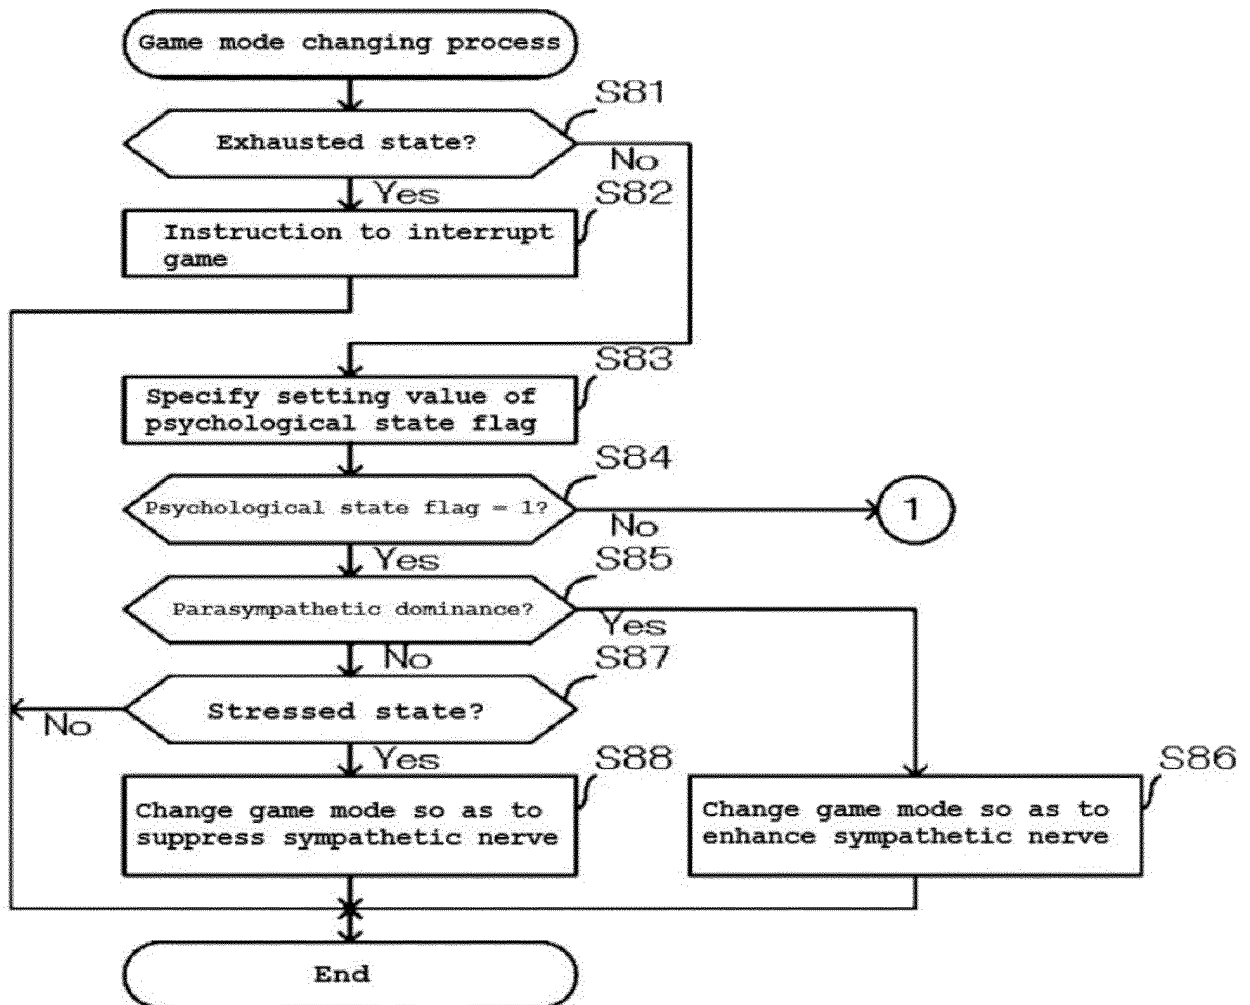 Game mode changing process
S81
Exhausted state?
No
Yes
S82
Instruction to interrupt
game
S83
Specify setting value of
psychological state flag
S84
Psychological state flag = 1?
No
1
Yes
S85
Parasympathetic dominance?
Yes
No
S87
Stressed state?
No
Yes
S88
S86
Change game mode so as to
suppress sympathetic nerve
Change game mode so as to
enhance sympathetic nerve
End